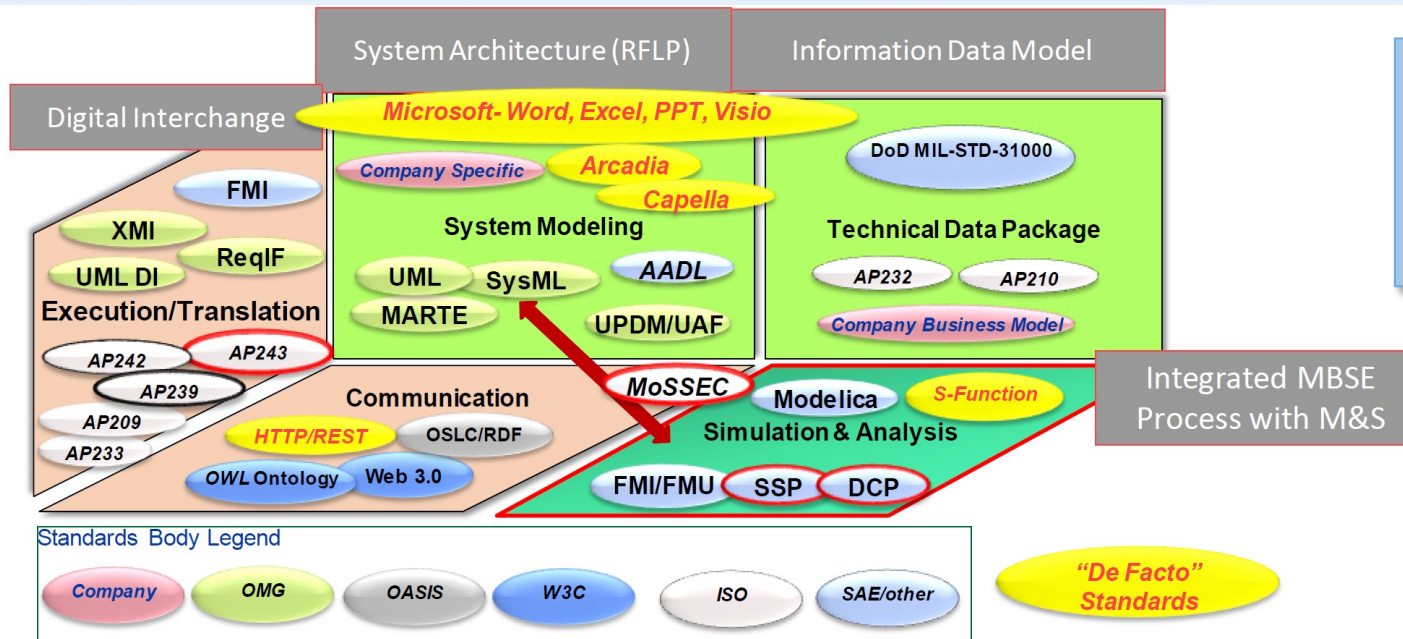 System Architecture (RFLP)
Information Data Model
Digital Interchange
Microsoft- Word, Excel, PPT, Visio
Company Specific
Arcadia
Capella
System Modeling
UML
SysML
AADL
MARTE
UPDM/UAF
DoD MIL-STD-31000
Technical Data Package
AP232
AP210
Company Business Model
FMI
XMI
ReqIF
UML DI
Execution/Translation
AP242
AP243
AP239
AP209
AP233
Communication
HTTP/REST
OSLC/RDF
OWL Ontology
Web 3.0
MoSSEC
Modelica
S-Function
Simulation & Analysis
FMI/FMU
SSP
DCP
Integrated MBSE
Process with M&S
Standards Body Legend
Company
OMG
OASIS
W3C
ISO
SAE/other
“De Facto”
Standards